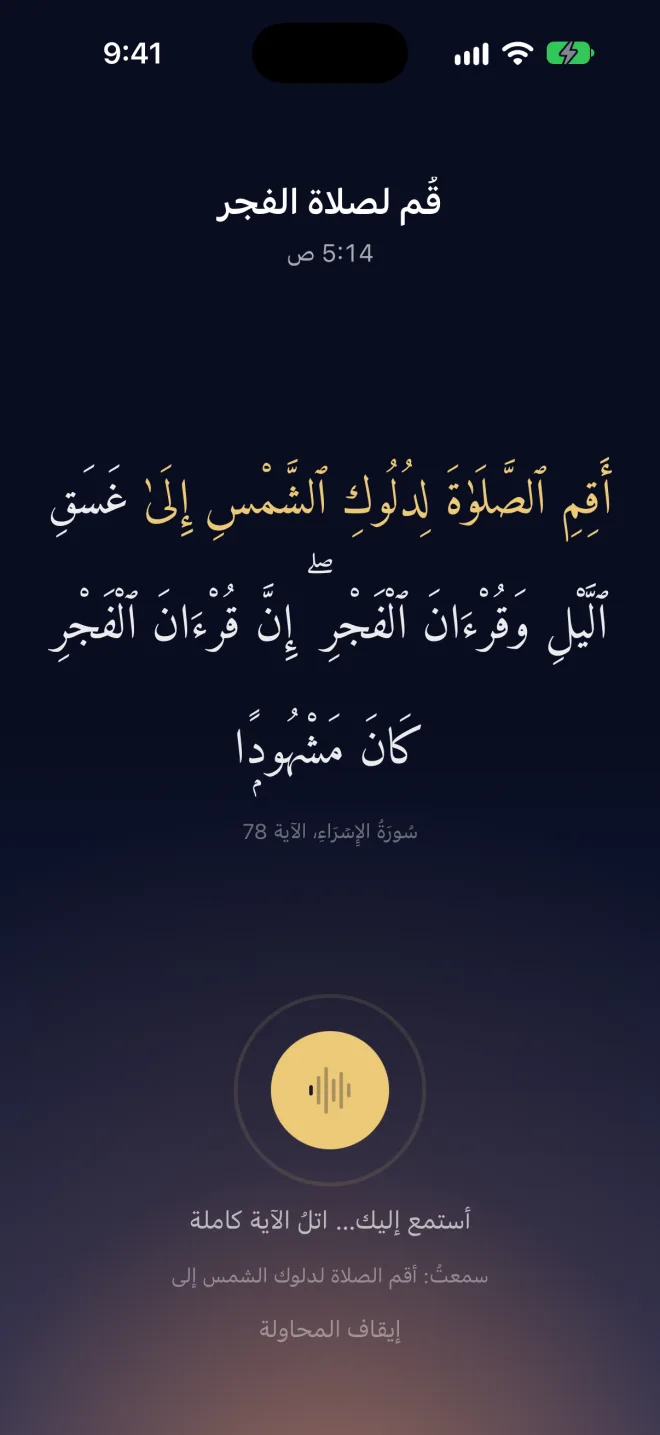 9:41
قُم لصلاة الفجر
5:14 ص
أَقِمِ ٱلصَّلَوٰةَ لِدُلُوكِ ٱلشَّمْسِ إِلَىٰ غَسَقِ
ٱلَّيْلِ وَقُرْءَانَ ٱلْفَجْرِ ۖ إِنَّ قُرْءَانَ ٱلْفَجْرِ
كَانَ مَشْهُودًۭا
سُورَةُ الإِسۡرَاءِ، الآية 78
أستمع إليك... اتلُ الآية كاملة
سمعتُ: أقم الصلاة لدلوك الشمس إلى
إيقاف المحاولة